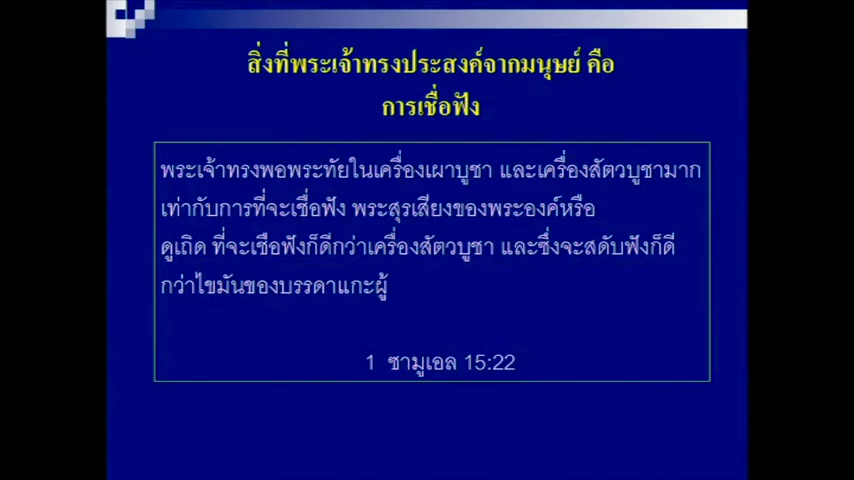 สิ่งที่พระเจ้าทรงประสงค์จากมนุษย์ คือ
การเชื่อฟัง
พระเจ้าทรงพอพระทัยในเครื่องเผาบูชา และเครื่องสัตวบูชามาก
เท่ากับการที่จะเชื่อฟัง พระสุรเสียงของพระองค์หรือ
ดูเถิด ที่จะเชือฟังก็ดีกว่าเครื่องสัตวบูชา และซึ่งจะสดับฟังก็ดี
กว่าไขมันของบรรดาแกะผู้
1 ซามูเอล 15:22